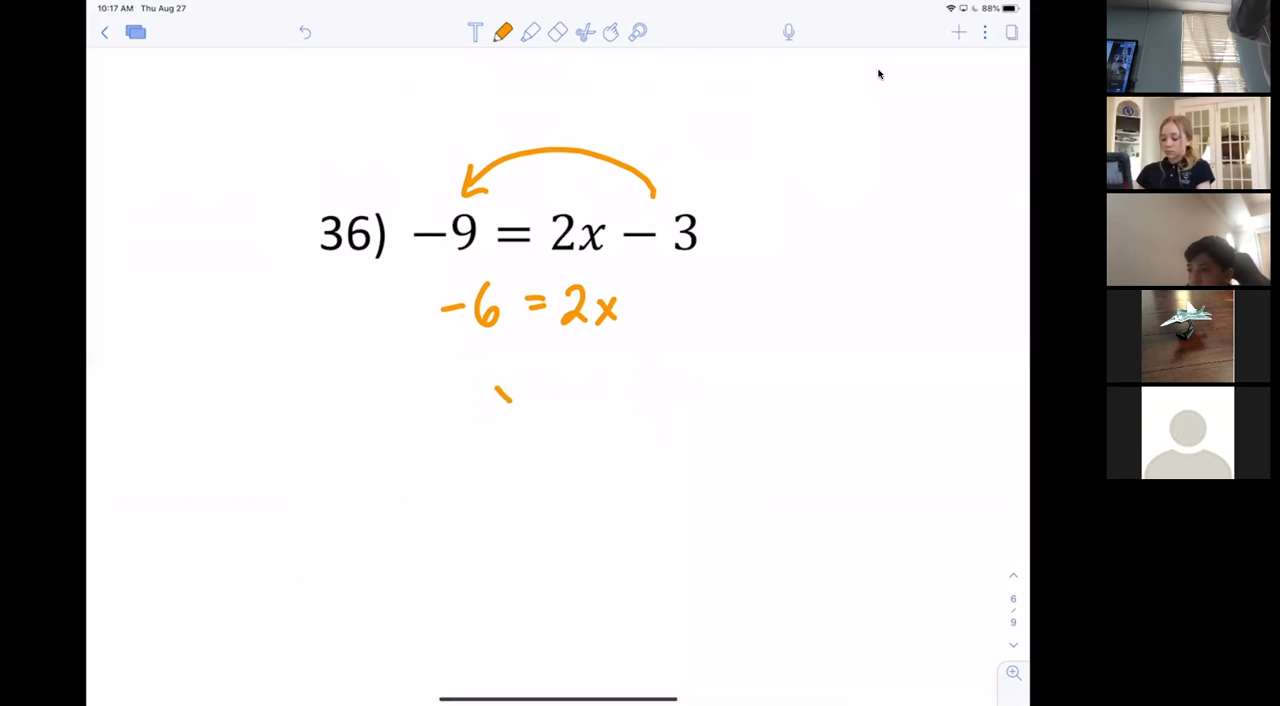 10:17 AM Thu Aug 27
88%
T
36) −9 = 2x − 3
-6 = 2x
6
/
9